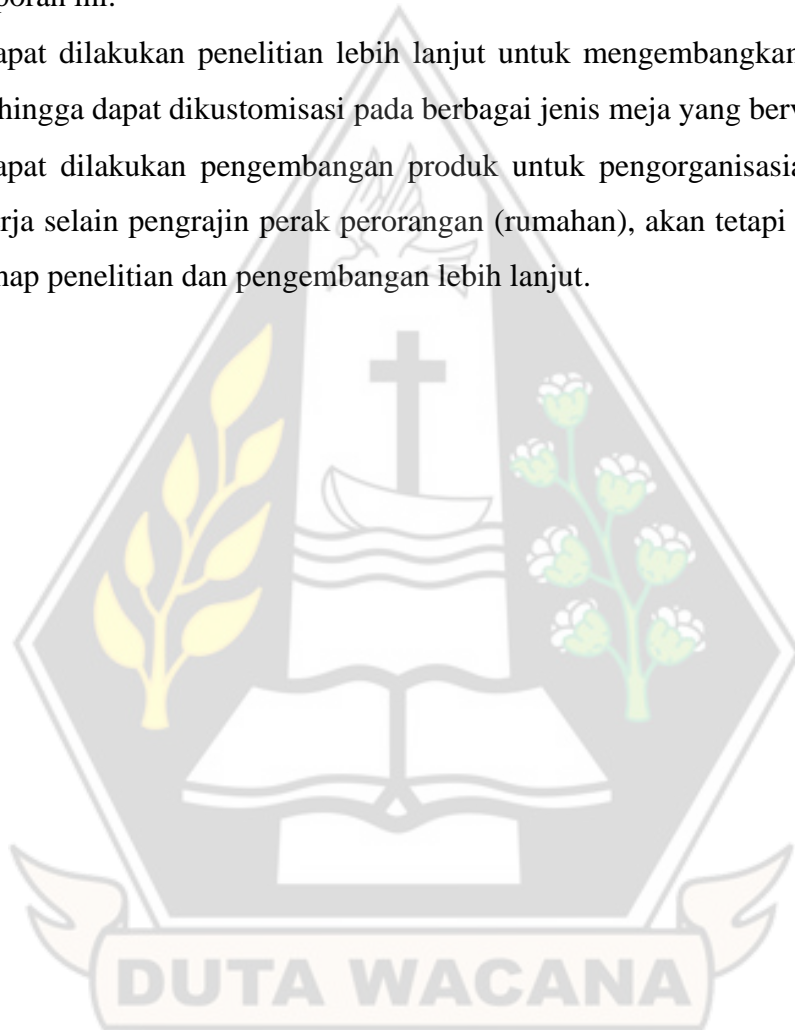 poran ini.
apat dilakukan penelitian lebih lanjut untuk mengembangkan
hingga dapat dikustomisasi pada berbagai jenis meja yang berv
apat dilakukan pengembangan produk untuk pengorganisasia
rja selain pengrajin perak perorangan (rumahan), akan tetapi
hap penelitian dan pengembangan lebih lanjut.
DUTA WACANA